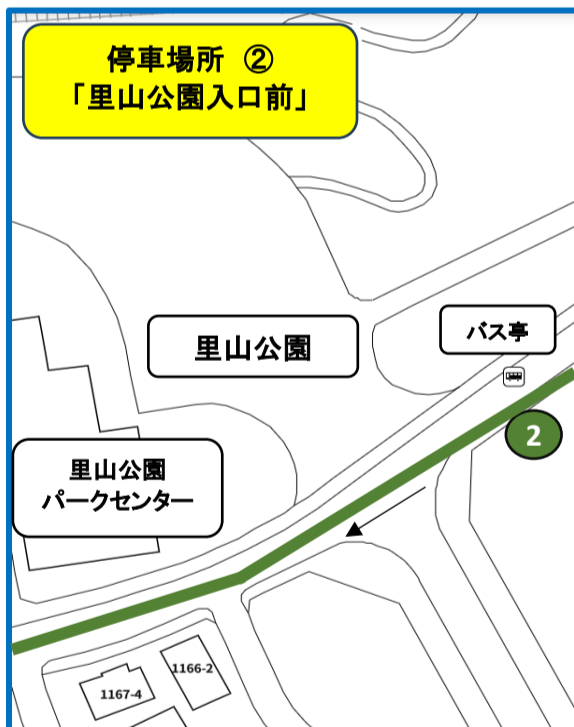 停車場所 ②
「里山公園入口前」
里山公園
バス亭
2
里山公園
パークセンター
1166-2
1167-4